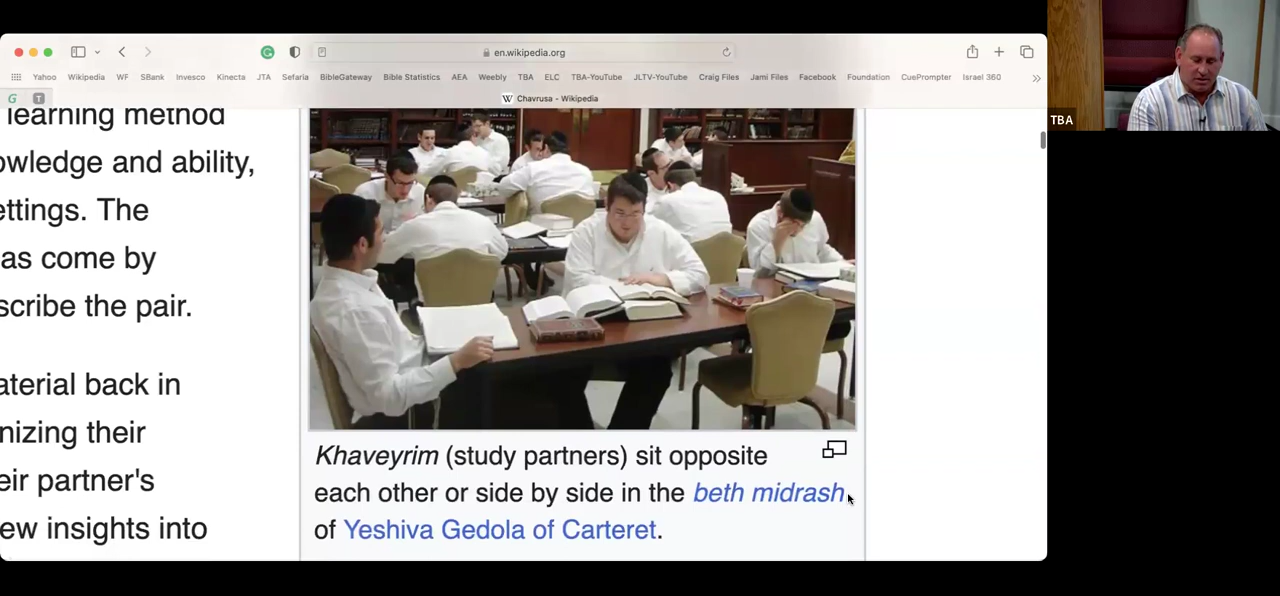 en.wikipedia.org
Yahoo Wikipedia WF SBank Invesco Kinecta JTA Sefaria BibleGateway Bible Statistics AEA Weebly TBA ELC TBA-YouTube JLTV-YouTube Craig Files Jami Files Facebook Foundation CuePrompter Israel 360 »
G T W Chavrusa - Wikipedia
learning method
owledge and ability,
ettings. The
as come by
scribe the pair.
aterial back in
nizing their
eir partner's
ew insights into
Khaveyrim (study partners) sit opposite
each other or side by side in the beth midrash
of Yeshiva Gedola of Carteret.
TBA